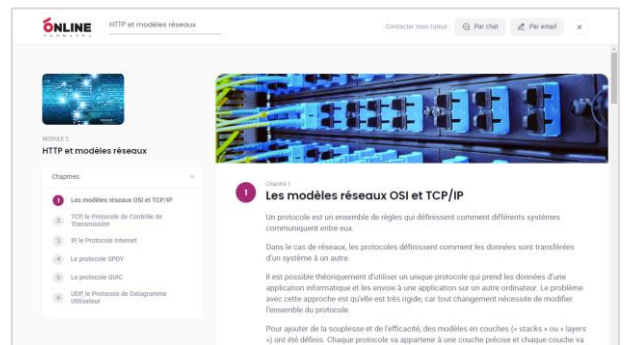 ONLINE
FORMAPRO
HTTP et modèles réseaux
Contacter mon tuteur
Par chat
Par email
MODULE 2
HTTP et modèles réseaux
Chapitres
1 Les modèles réseaux OSI et TCP/IP
2 TCP, le Protocole de Contrôle de
Transmission
3 IP, le Protocole Internet
4 Le protocole SPDY
5 Le protocole QUIC
6 UDP, le Protocole de Datagramme
Utilisateur
Chapitre 1
1 Les modèles réseaux OSI et TCP/IP
Un protocole est un ensemble de règles qui définissent comment différents systèmes
communiquent entre eux.
Dans le cas de réseaux, les protocoles définissent comment les données sont transférées
d'un système à un autre.
Il est possible théoriquement d'utiliser un unique protocole qui prend les données d'une
application informatique et les envoie à une application sur un autre ordinateur. Le problème
avec cette approche est qu'elle est très rigide, car tout changement nécessite de modifier
l'ensemble du protocole.
Pour ajouter de la souplesse et de l'efficacité, des modèles en couches (« stacks » ou « layers
») ont été définis. Chaque protocole va appartenir à une couche précise et chaque couche va